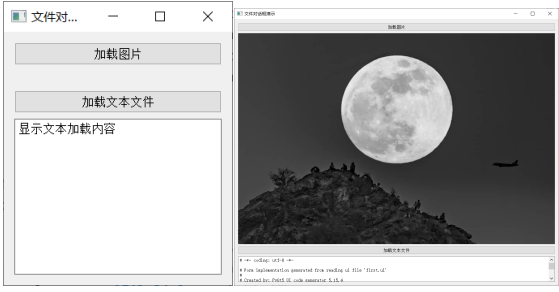 文件对...
加载图片
加载文本文件
显示文本加载内容
文件对话框演示
加载图片
加载文本文件
# -*- coding: utf-8 -*-
# Form implementation generated from reading ui file 'first.ui'
#
# Created by: PyQt5 UI code generator 5.15.4